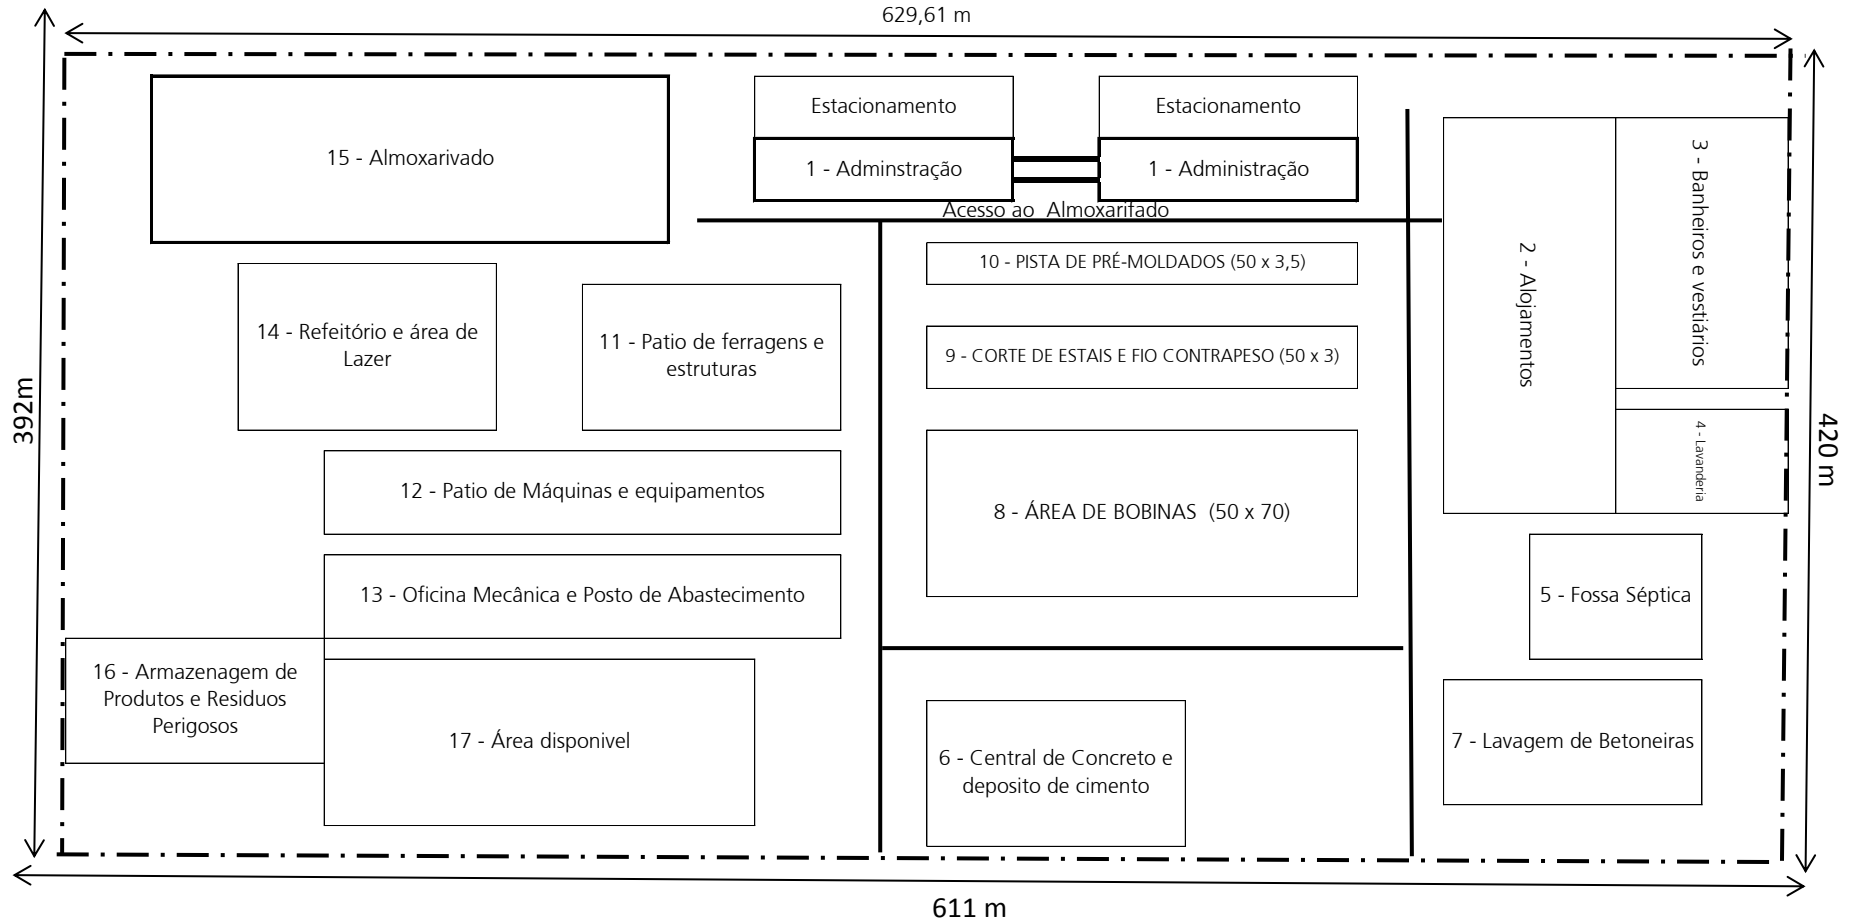 629,61 m
Estacionamento
Estacionamento
15 - Almoxarivado
1 - Adminstração
1 - Administração
Acesso ao  Almoxarifado
3 - Banheiros e vestiários
2 - Alojamentos
10 - PISTA DE PRÉ-MOLDADOS (50 x 3,5)
14 - Refeitório e área de
Lazer
11 - Patio de ferragens e
estruturas
9 - CORTE DE ESTAIS E FIO CONTRAPESO (50 x 3)
392m
420 m
4 - Lavanderia
12 - Patio de Máquinas e equipamentos
8 - ÁREA DE BOBINAS  (50 x 70)
13 - Oficina Mecânica e Posto de Abastecimento
5 - Fossa Séptica
16 - Armazenagem de
Produtos e Residuos
Perigosos
17 - Área disponivel
6 - Central de Concreto e
deposito de cimento
7 - Lavagem de Betoneiras
611 m